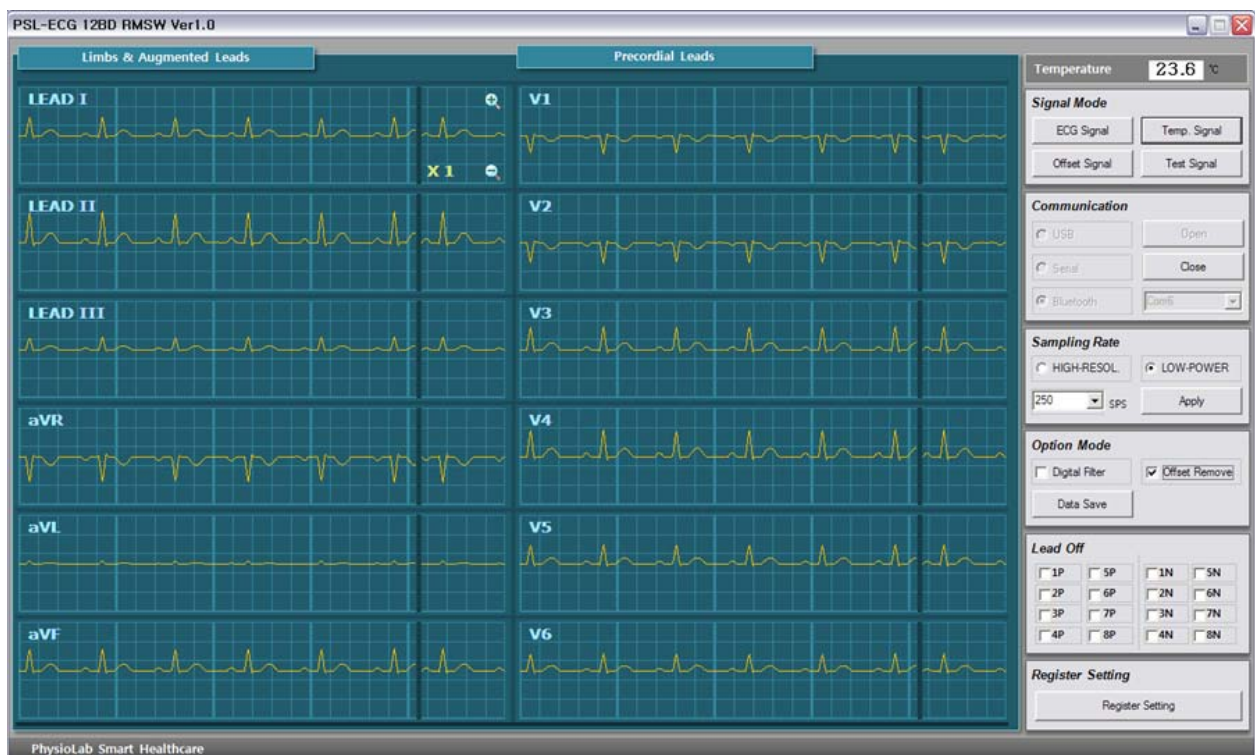 PSL-ECG 12BD RMSW Ver1.0
Limbs & Augmented Leads
Precordial Leads
LEAD I
X 1
LEAD II
LEAD III
aVR
aVL
aVF
V1
V2
V3
V4
V5
V6
Temperature 23.6 ℃
Signal Mode
ECG Signal Temp. Signal
Offset Signal Test Signal
Communication
USB Open
Serial Close
Bluetooth Com6
Sampling Rate
HIGH-RESOL. LOW-POWER
250 SPS Apply
Option Mode
Digital Filter Offset Remove
Data Save
Lead Off
1P 5P 1N 5N
2P 6P 2N 6N
3P 7P 3N 7N
4P 8P 4N 8N
Register Setting
Register Setting
PhysioLab Smart Healthcare